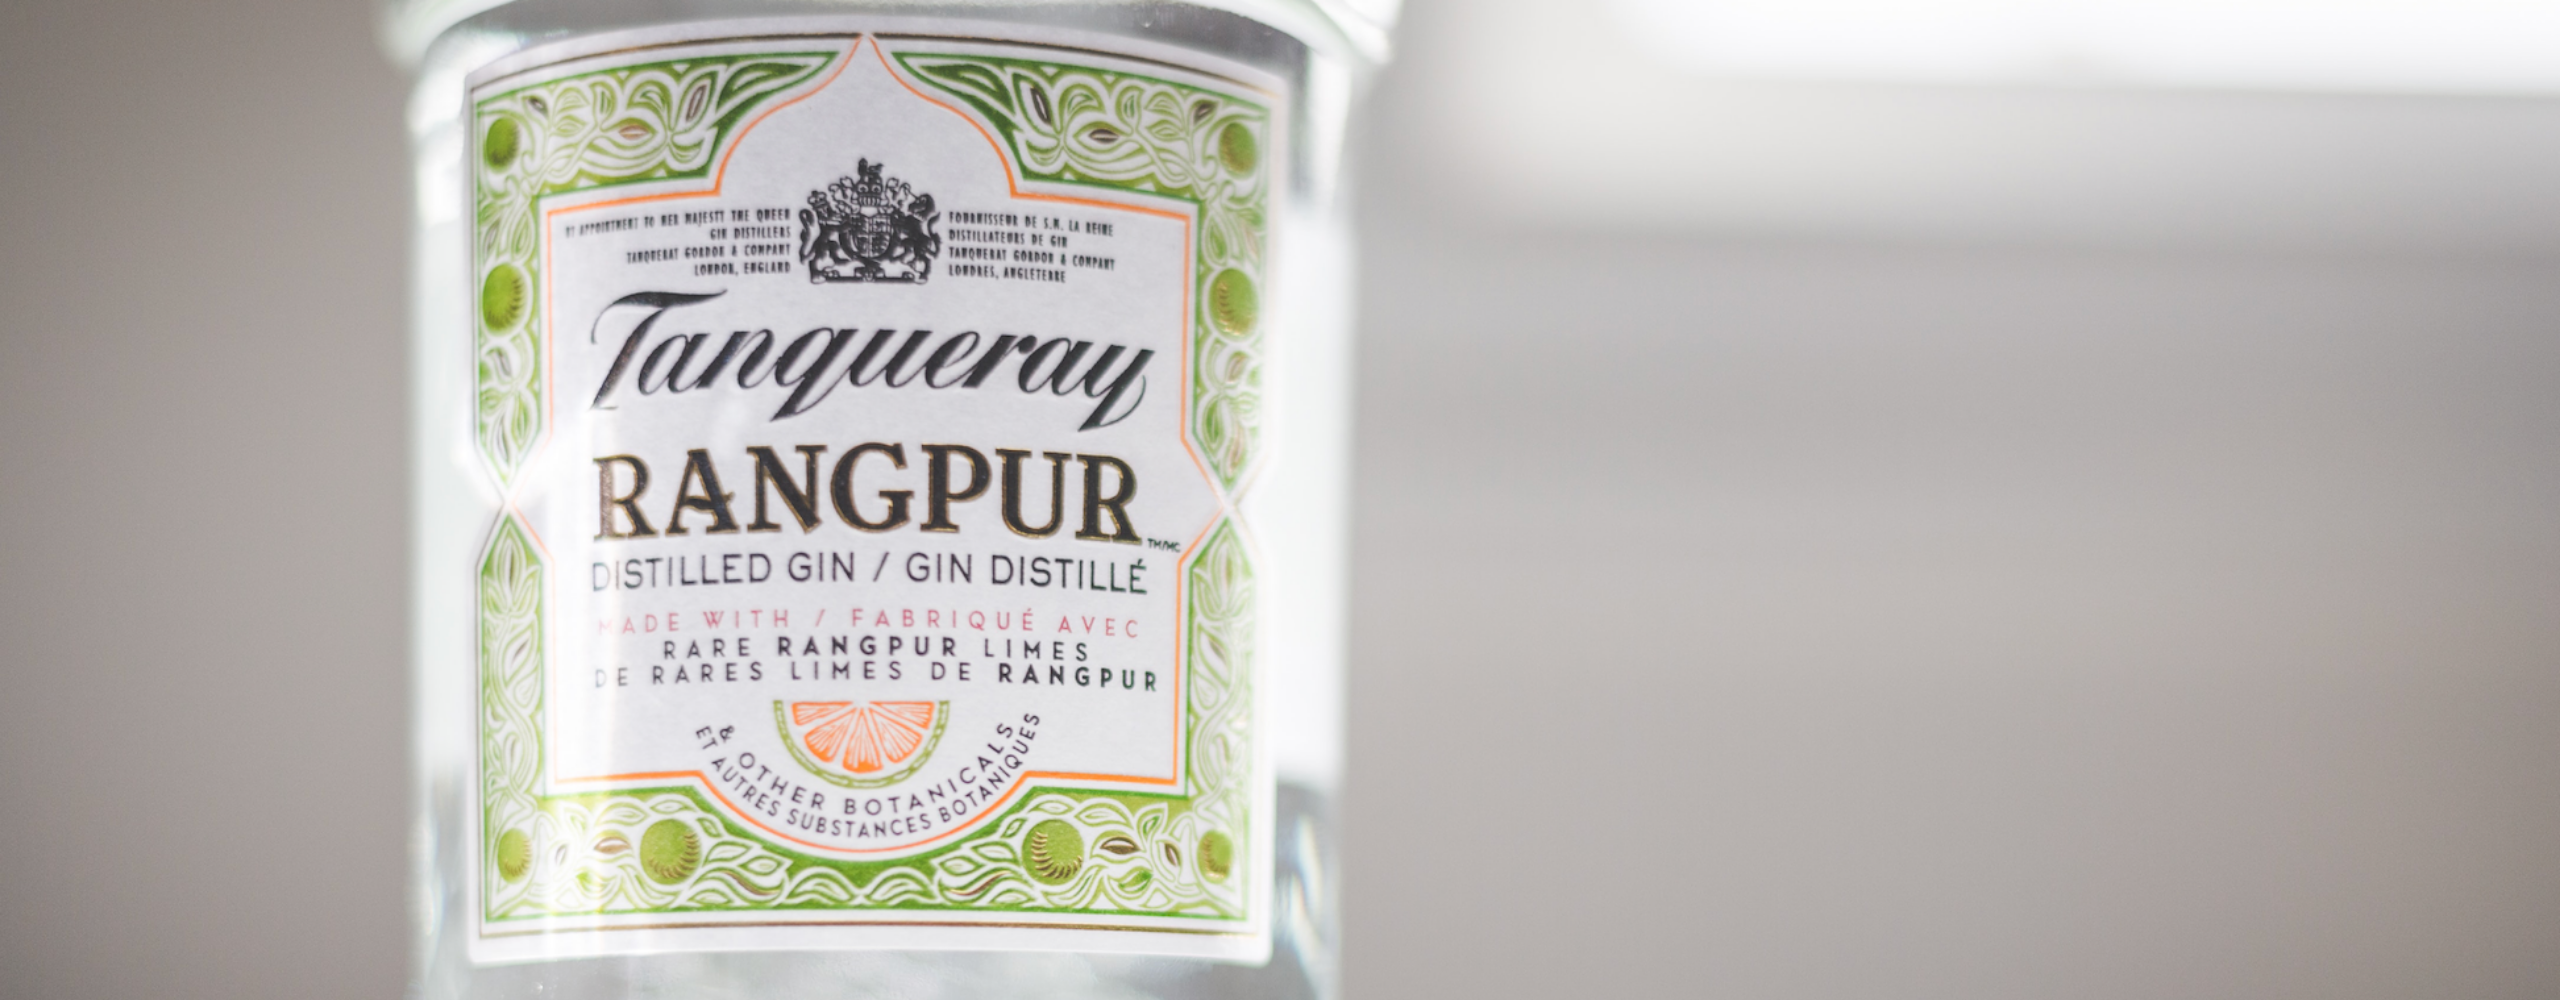 BY APPOINTMENT TO HER MAJESTY THE QUEEN
GIN DISTILLERS
TANQUERAY GORDON & COMPANY
LONDON, ENGLAND
FOURNISSEUR DE S.M. LA REINE
DISTILLATEURS DE GIN
TANQUERAY GORDON & COMPANY
LONDRES, ANGLETERRE
Tanqueray
RANGPUR TM/MC
DISTILLED GIN / GIN DISTILLÉ
MADE WITH / FABRIQUÉ AVEC
RARE RANGPUR LIMES
DE RARES LIMES DE RANGPUR
& OTHER BOTANICALS
ET AUTRES SUBSTANCES BOTANIQUES